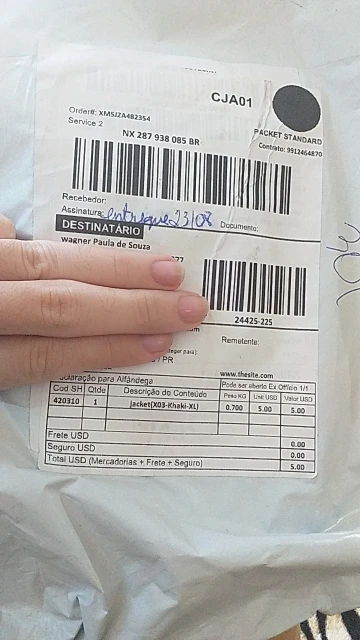 CJA01
Order#: XMSJZA482354
Service 2
PACKET STANDARD
Contrato: 9912464870
NX 287 938 085 BR
Recebedor:
Assinatura: entregue 23/08 Documento:
DESTINATÁRIO
wagner Paula de Souza
24425-225
Remetente:
/ PR
www.thesite.com
para Alfândega
Pode ser aberto Ex Officio 1/1
Cod SH Qtde Descrição do Conteúdo Peso KG Unit USD Valor USD
420310 1 jacket(X03-Khaki-XL) 0.700 5.00 5.00
Frete USD 0.00
Seguro USD 0.00
Total USD (Mercadorias + Frete + Seguro) 5.00